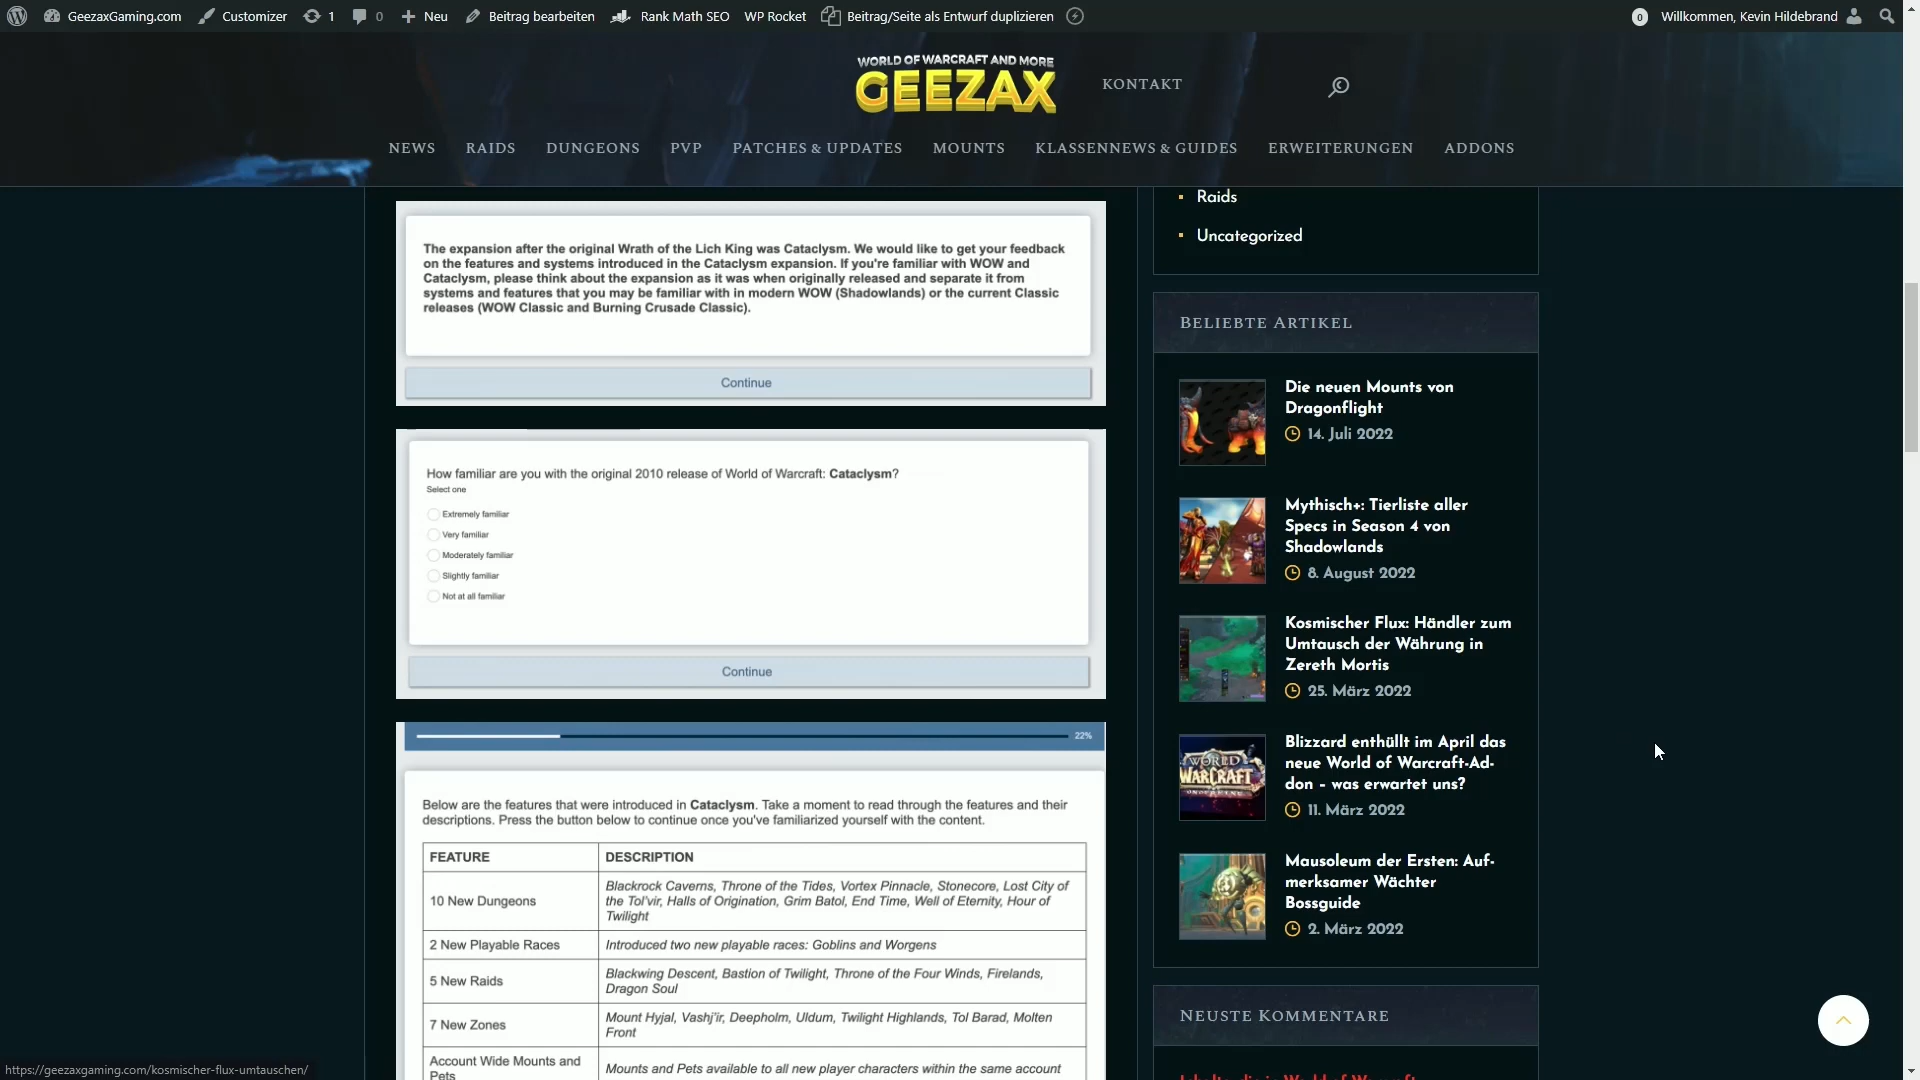 GeezaxGaming.com Customizer 1 0 Neu Beitrag bearbeiten Rank Math SEO WP Rocket Beitrag/Seite als Entwurf duplizieren 0 Willkommen, Kevin Hildebrand
WORLD OF WARCRAFT AND MORE
GEEZAX
KONTAKT
NEWS RAIDS DUNGEONS PVP PATCHES & UPDATES MOUNTS KLASSENNEWS & GUIDES ERWEITERUNGEN ADDONS
The expansion after the original Wrath of the Lich King was Cataclysm. We would like to get your feedback
on the features and systems introduced in the Cataclysm expansion. If you're familiar with WOW and
Cataclysm, please think about the expansion as it was when originally released and separate it from
systems and features that you may be familiar with in modern WOW (Shadowlands) or the current Classic
releases (WOW Classic and Burning Crusade Classic).
Continue
How familiar are you with the original 2010 release of World of Warcraft: Cataclysm?
Select one
Extremely familiar
Very familiar
Moderately familiar
Slightly familiar
Not at all familiar
Continue
22%
Below are the features that were introduced in Cataclysm. Take a moment to read through the features and their
descriptions. Press the button below to continue once you've familiarized yourself with the content.
FEATURE DESCRIPTION
10 New Dungeons
Blackrock Caverns, Throne of the Tides, Vortex Pinnacle, Stonecore, Lost City of
the Tol'vir, Halls of Origination, Grim Batol, End Time, Well of Eternity, Hour of
Twilight
2 New Playable Races Introduced two new playable races: Goblins and Worgens
5 New Raids
Blackwing Descent, Bastion of Twilight, Throne of the Four Winds, Firelands,
Dragon Soul
7 New Zones
Mount Hyjal, Vashj'ir, Deepholm, Uldum, Twilight Highlands, Tol Barad, Molten
Front
Account Wide Mounts and
Pets
Mounts and Pets available to all new player characters within the same account
Raids
Uncategorized
BELIEBTE ARTIKEL
Die neuen Mounts von
Dragonflight
14. Juli 2022
Mythisch+: Tierliste aller
Specs in Season 4 von
Shadowlands
8. August 2022
Kosmischer Flux: Händler zum
Umtausch der Währung in
Zereth Mortis
25. März 2022
WORLD
WARCRAFT
Blizzard enthüllt im April das
neue World of Warcraft-Ad-
don – was erwartet uns?
11. März 2022
Mausoleum der Ersten: Auf-
merksamer Wächter
Bossguide
2. März 2022
NEUSTE KOMMENTARE
https://geezaxgaming.com/kosmischer-flux-umtauschen/